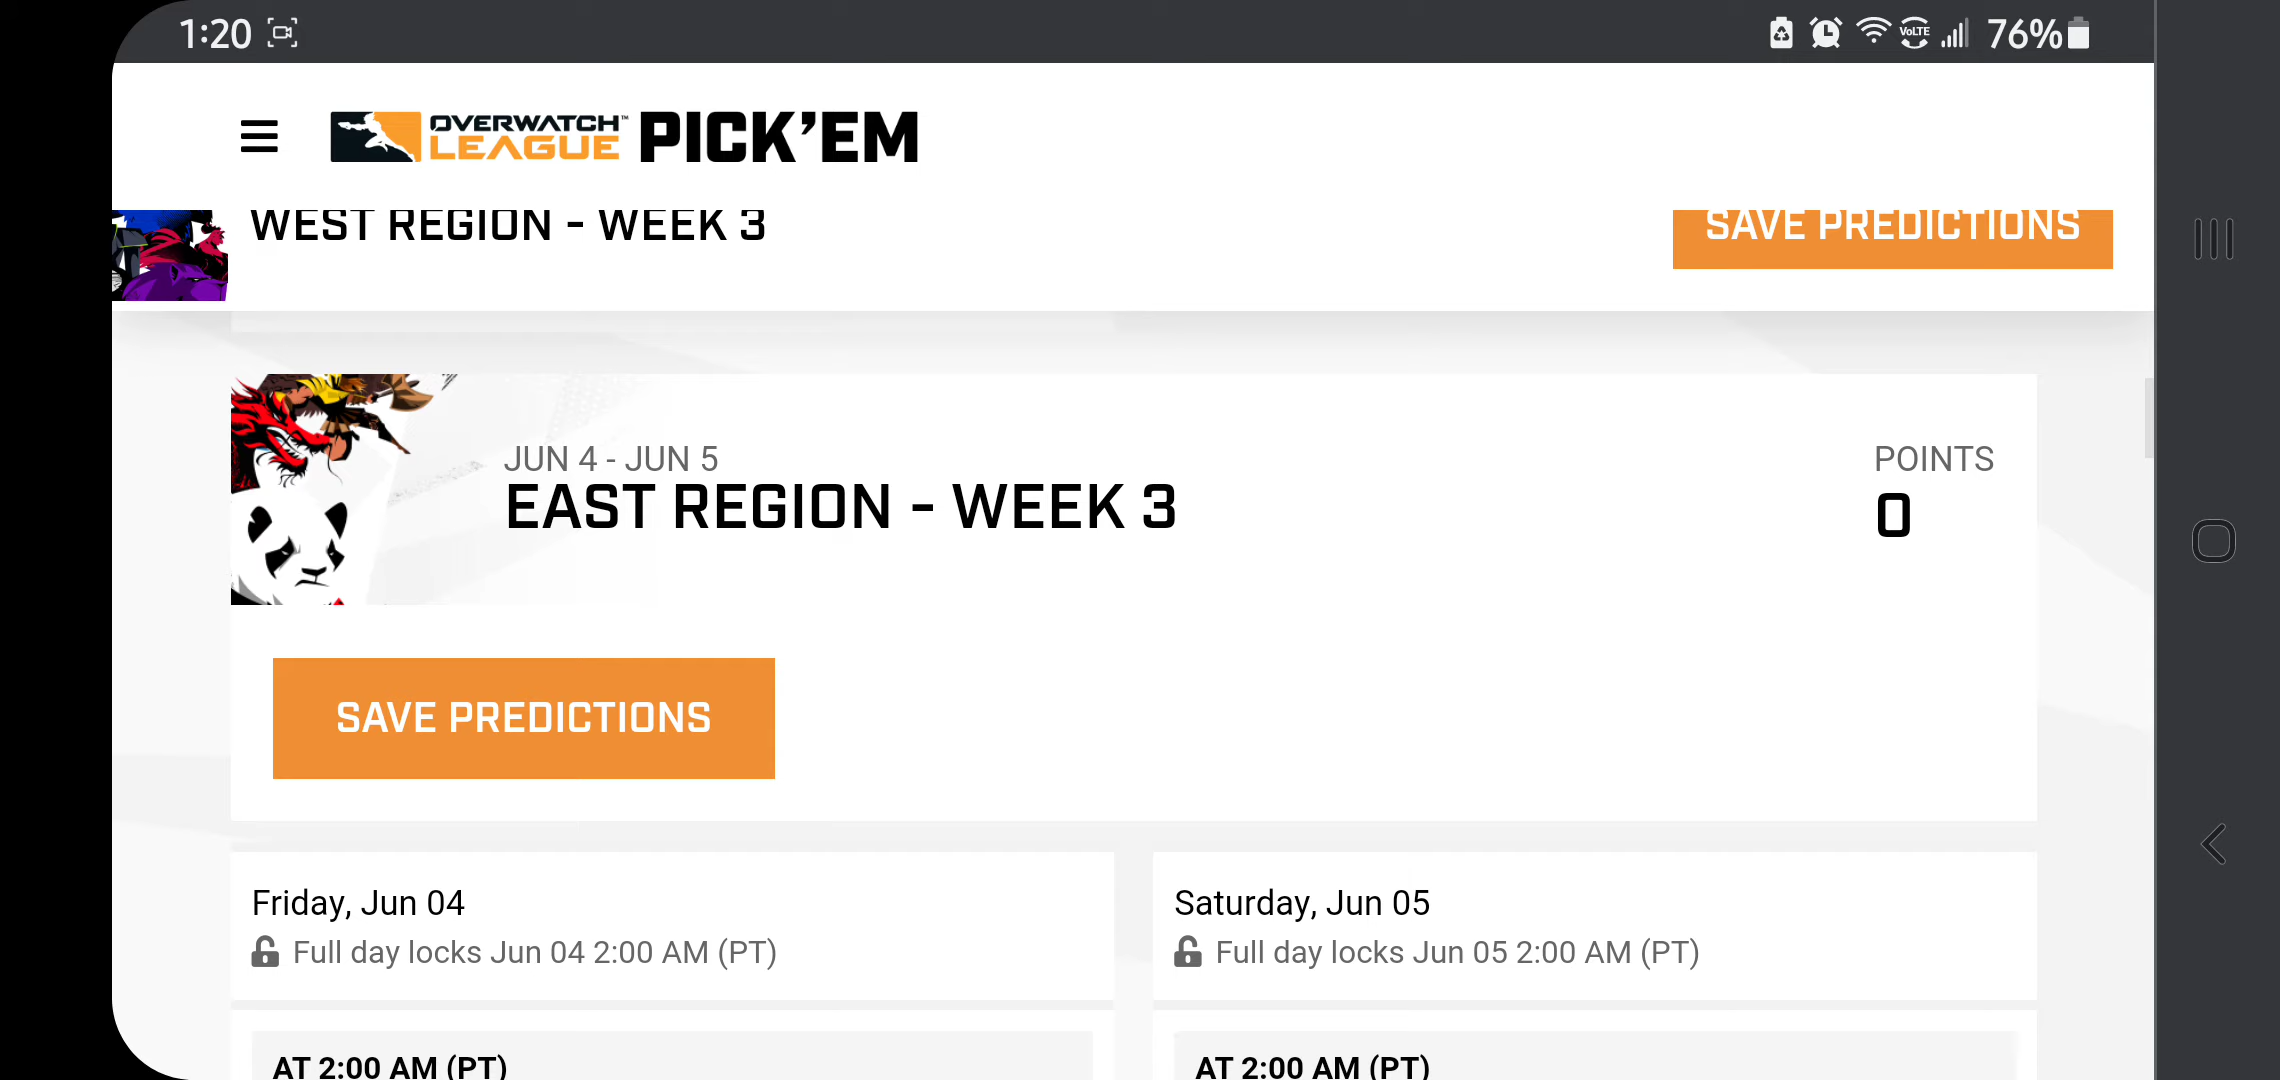 1:20
VoLTE
76%
OVERWATCH™
LEAGUE
PICK'EM
WEST REGION - WEEK 3
SAVE PREDICTIONS
JUN 4 - JUN 5
EAST REGION - WEEK 3
POINTS
0
SAVE PREDICTIONS
Friday, Jun 04
Full day locks Jun 04 2:00 AM (PT)
Saturday, Jun 05
Full day locks Jun 05 2:00 AM (PT)
AT 2:00 AM (PT)
AT 2:00 AM (PT)